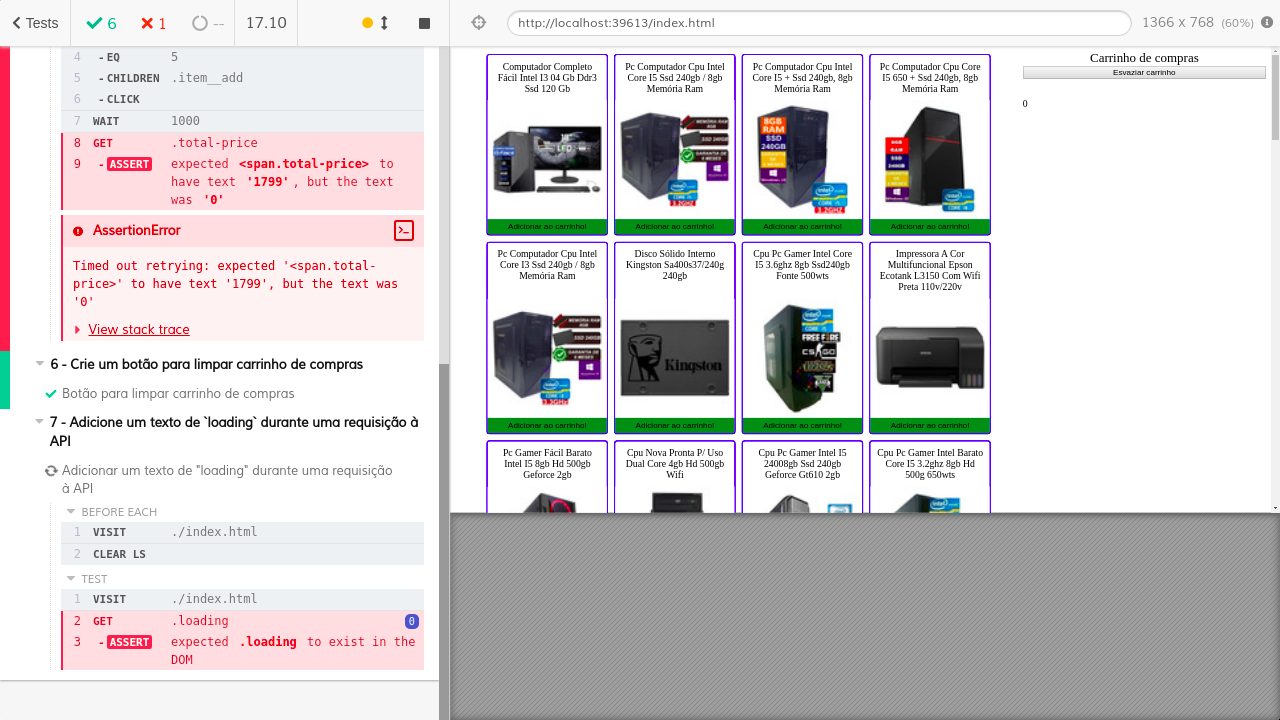 Tests
6
1
--
17.10
http://localhost:39613/index.html
1366 x 768 (60%)
4 - EQ 5
5 - CHILDREN .item__add
6 - CLICK
7 WAIT 1000
8 GET .total-price
9 - ASSERT expected <span.total-price> to
have text '1799', but the text
was '0'
AssertionError
Timed out retrying: expected '<span.total-
price>' to have text '1799', but the text was
'0'
View stack trace
6 - Crie um botão para limpar carrinho de compras
Botão para limpar carrinho de compras
7 - Adicione um texto de `loading` durante uma requisição à
API
Adicionar um texto de "loading" durante uma requisição
à API
BEFORE EACH
1 VISIT ./index.html
2 CLEAR LS
TEST
1 VISIT ./index.html
2 GET .loading 0
3 - ASSERT expected .loading to exist in the
DOM
Computador Completo
Fácil Intel I3 04 Gb Ddr3
Ssd 120 Gb
Adicionar ao carrinho!
Pc Computador Cpu Intel
Core I5 Ssd 240gb / 8gb
Memória Ram
Adicionar ao carrinho!
Pc Computador Cpu Intel
Core I5 + Ssd 240gb, 8gb
Memória Ram
8GB
RAM
SSD
240GB
Adicionar ao carrinho!
Pc Computador Cpu Core
I5 650 + Ssd 240gb, 8gb
Memória Ram
Adicionar ao carrinho!
Pc Computador Cpu Intel
Core I3 Ssd 240gb / 8gb
Memória Ram
Adicionar ao carrinho!
Disco Sólido Interno
Kingston Sa400s37/240g
240gb
Kingston
Adicionar ao carrinho!
Cpu Pc Gamer Intel Core
I5 3.6ghz 8gb Ssd240gb
Fonte 500wts
FREE FIRE
CS:GO
Adicionar ao carrinho!
Impressora A Cor
Multifuncional Epson
Ecotank L3150 Com Wifi
Preta 110v/220v
Adicionar ao carrinho!
Pc Gamer Fácil Barato
Intel I5 8gb Hd 500gb
Geforce 2gb
Cpu Nova Pronta P/ Uso
Dual Core 4gb Hd 500gb
Wifi
Cpu Pc Gamer Intel I5
24008gb Ssd 240gb
Geforce Gt610 2gb
Cpu Pc Gamer Intel Barato
Core I5 3.2ghz 8gb Hd
500g 650wts
Carrinho de compras
Esvaziar carrinho
0